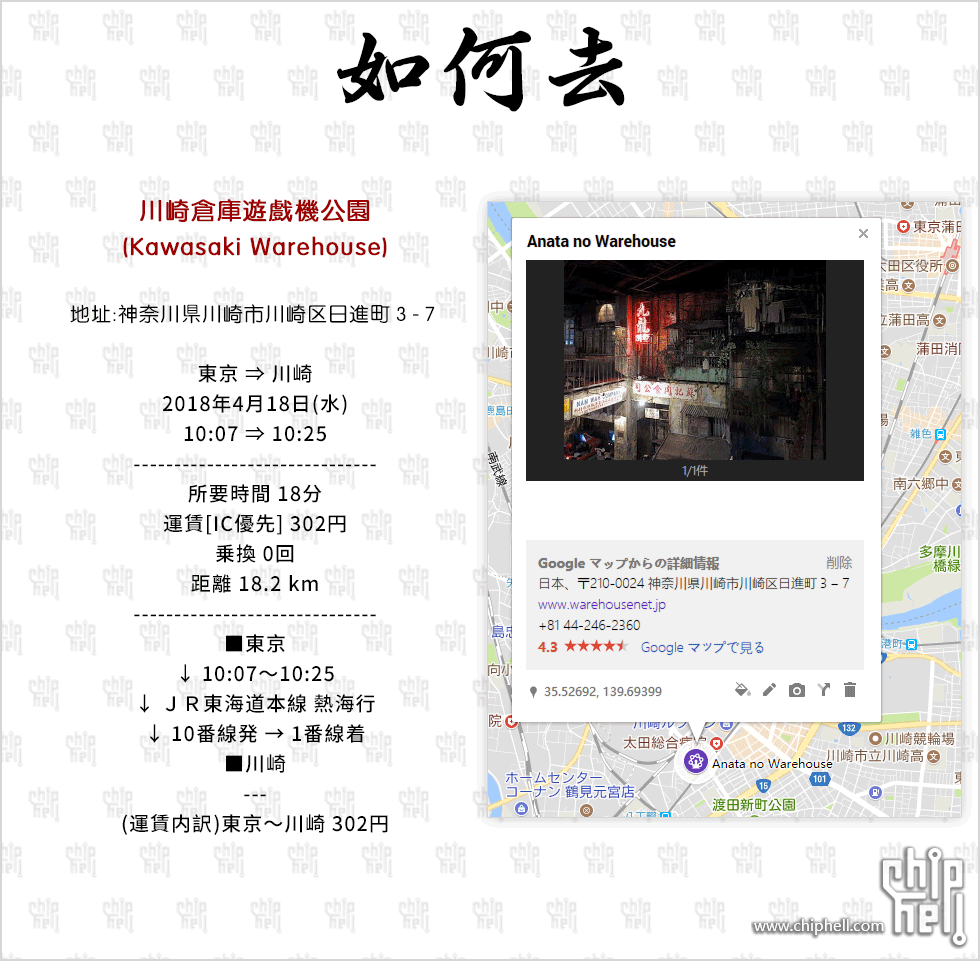 如何去
川崎倉庫遊戯機公園
(Kawasaki Warehouse)
地址:神奈川県川崎市川崎区日進町 3 - 7
東京 ⇒ 川崎
2018年4月18日(水)
10:07 ⇒ 10:25
------------------------------
所要時間 18分
運賃[IC優先] 302円
乗換 0回
距離 18.2 km
------------------------------
■東京
↓ 10:07～10:25
↓ ＪＲ東海道本線 熱海行
↓ 10番線発 → 1番線着
■川崎
---
(運賃内訳)東京～川崎 302円
Anata no Warehouse
九龍
1/1件
Google マップからの詳細情報
削除
日本、〒210-0024 神奈川県川崎市川崎区日進町 3 − 7
www.warehousenet.jp
+81 44-246-2360
4.3
Google マップで見る
35.52692, 139.69399
東京蒲田
大田区役所
蒲田高
蒲田消防
雑色
南六郷中
多摩川
橋緑
港町
南武線
太田総合病院
132
川崎競輪場
川崎市立川崎高
Anata no Warehouse
ホームセンター
コーナン 鶴見元宮店
15
101
渡田新町公園
chip
hell
www.chiphell.com